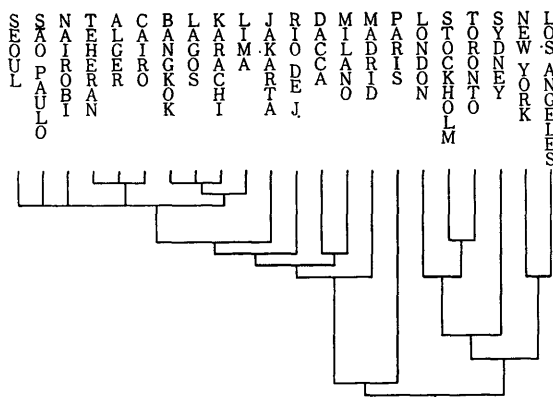 SEOUL
SÃO PAULO
NAIROBI
TEHERAN
ALGER
CAIRO
BANGKOK
LAGOS
KARACHI
LIMA
JAKARTA
RIO DE J.
DACCA
MILANO
MADRID
PARIS
LONDON
STOCKHOLM
TORONTO
SYDNEY
NEW YORK
LOS ANGELES